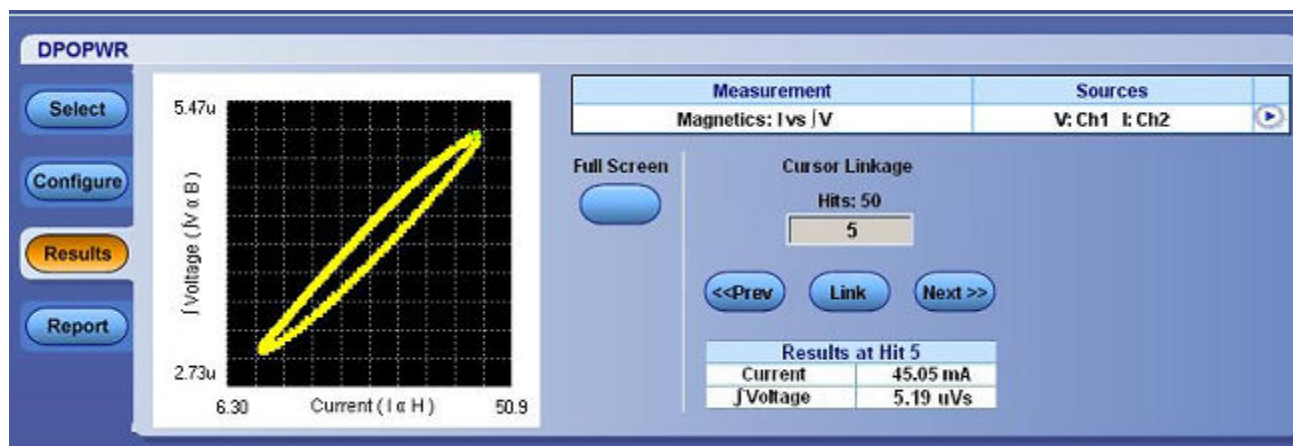 DPOPWR
Select
Configure
Results
Report
5.47u
∫ Voltage ( ∫V α B )
2.73u
6.30
Current ( I α H )
50.9
Measurement
Sources
Magnetics: I vs ∫ V
V: Ch1 I: Ch2
Full Screen
Cursor Linkage
Hits: 50
5
<<Prev
Link
Next >>
Results at Hit 5
Current
45.05 mA
∫Voltage
5.19 uVs